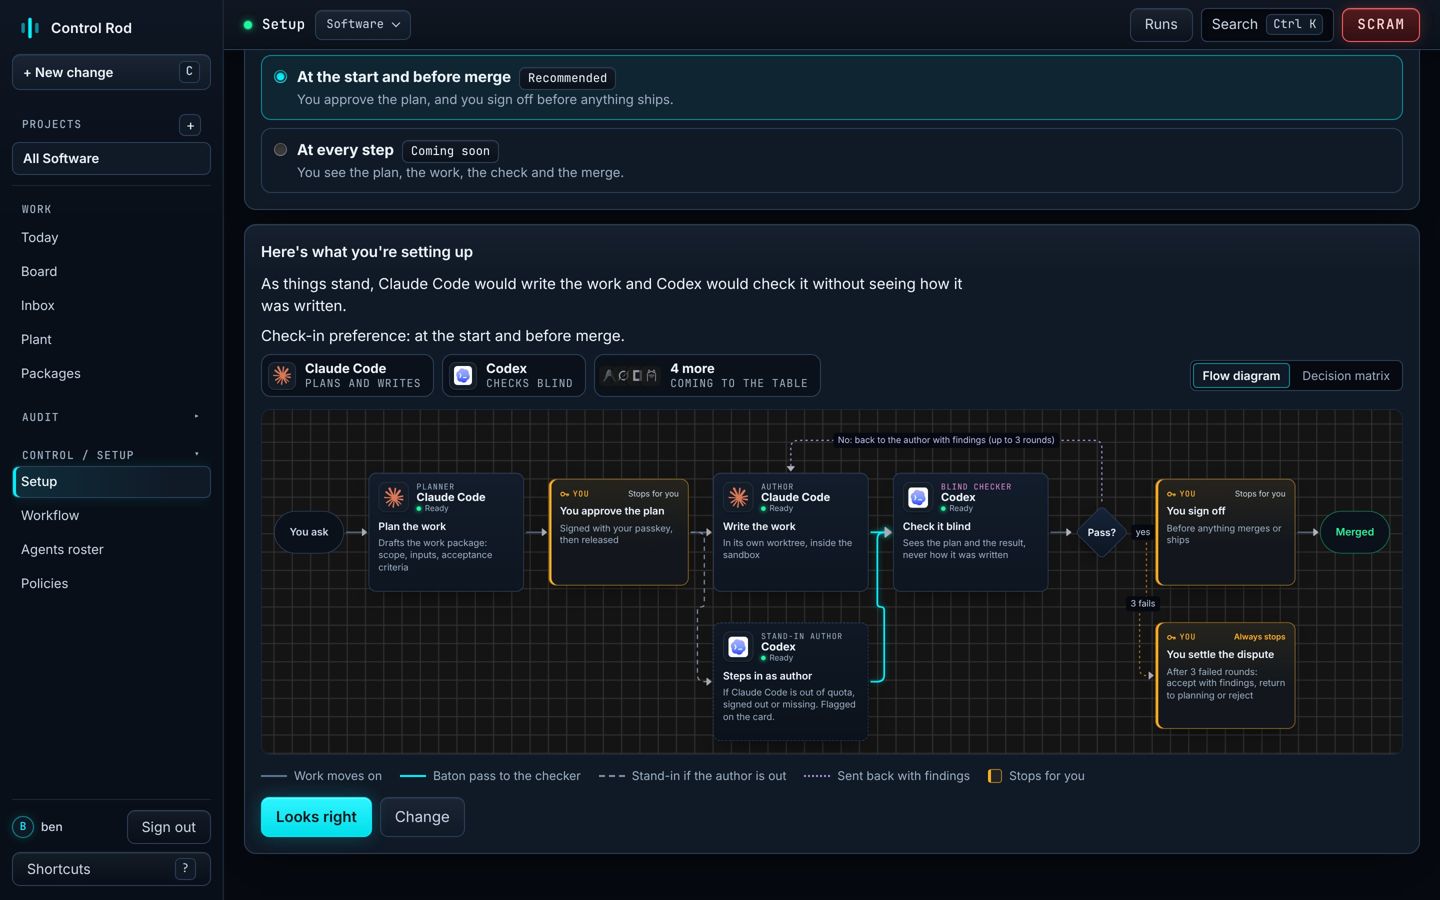 Control Rod
+ New change
C
PROJECTS
+
All Software
WORK
Today
Board
Inbox
Plant
Packages
AUDIT
CONTROL / SETUP
Setup
Workflow
Agents roster
Policies
B
ben
Sign out
Shortcuts
?
Setup
Software
Runs
Search
Ctrl K
SCRAM
At the start and before merge
Recommended
You approve the plan, and you sign off before anything ships.
At every step
Coming soon
You see the plan, the work, the check and the merge.
Here's what you're setting up
As things stand, Claude Code would write the work and Codex would check it without seeing how it
was written.
Check-in preference: at the start and before merge.
Claude Code
PLANS AND WRITES
Codex
CHECKS BLIND
4 more
COMING TO THE TABLE
Flow diagram
Decision matrix
No: back to the author with findings (up to 3 rounds)
You ask
PLANNER
Claude Code
Ready
Plan the work
Drafts the work package:
scope, inputs, acceptance
criteria
YOU
Stops for you
You approve the plan
Signed with your passkey,
then released
AUTHOR
Claude Code
Ready
Write the work
In its own worktree, inside the
sandbox
BLIND CHECKER
Codex
Ready
Check it blind
Sees the plan and the result,
never how it was written
Pass?
yes
YOU
Stops for you
You sign off
Before anything merges or
ships
Merged
3 fails
STAND-IN AUTHOR
Codex
Ready
Steps in as author
If Claude Code is out of quota,
signed out or missing. Flagged
on the card.
YOU
Always stops
You settle the dispute
After 3 failed rounds:
accept with findings, return
to planning or reject
Work moves on
Baton pass to the checker
Stand-in if the author is out
Sent back with findings
Stops for you
Looks right
Change